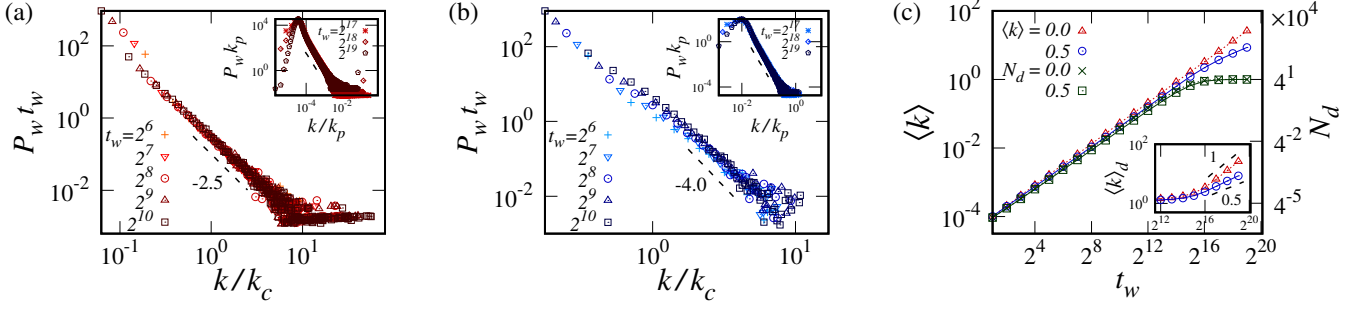 (a)
P_w t_w
10^2
10^0
10^-2
10^-1
10^0
10^1
k/k_c
t_w=2^6
2^7
2^8
2^9
2^10
-2.5
P_w k_p
10^4
10^0
10^-4
10^-2
k/k_p
t_w=2^17
2^18
2^19
(b)
P_w t_w
10^2
10^0
10^-2
10^0
10^1
k/k_c
t_w=2^6
2^7
2^8
2^9
2^10
-4.0
P_w k_p
10^4
10^0
10^-4
10^-2
10^0
k/k_p
t_w=2^17
2^18
2^19
(c)
⟨k⟩
10^2
10^0
10^-2
10^-4
2^4
2^8
2^12
2^16
2^20
t_w
⟨k⟩ = 0.0
0.5
N_d = 0.0
0.5
×10^4
4^1
4^-2
4^-5
N_d
⟨k⟩_d
10^2
10^0
2^12
2^16
2^20
1
0.5